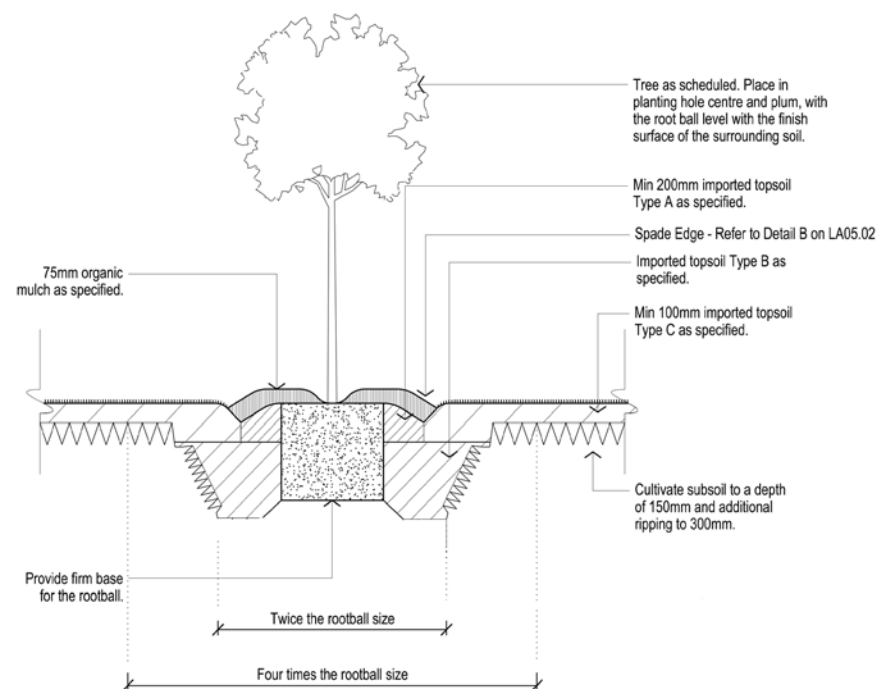 Tree as scheduled. Place in
planting hole centre and plum, with
the root ball level with the finish
surface of the surrounding soil.
Min 200mm imported topsoil
Type A as specified.
Spade Edge - Refer to Detail B on LA05.02
Imported topsoil Type B as
specified.
Min 100mm imported topsoil
Type C as specified.
75mm organic
mulch as specified.
Cultivate subsoil to a depth
of 150mm and additional
ripping to 300mm.
Provide firm base
for the rootball.
Twice the rootball size
Four times the rootball size